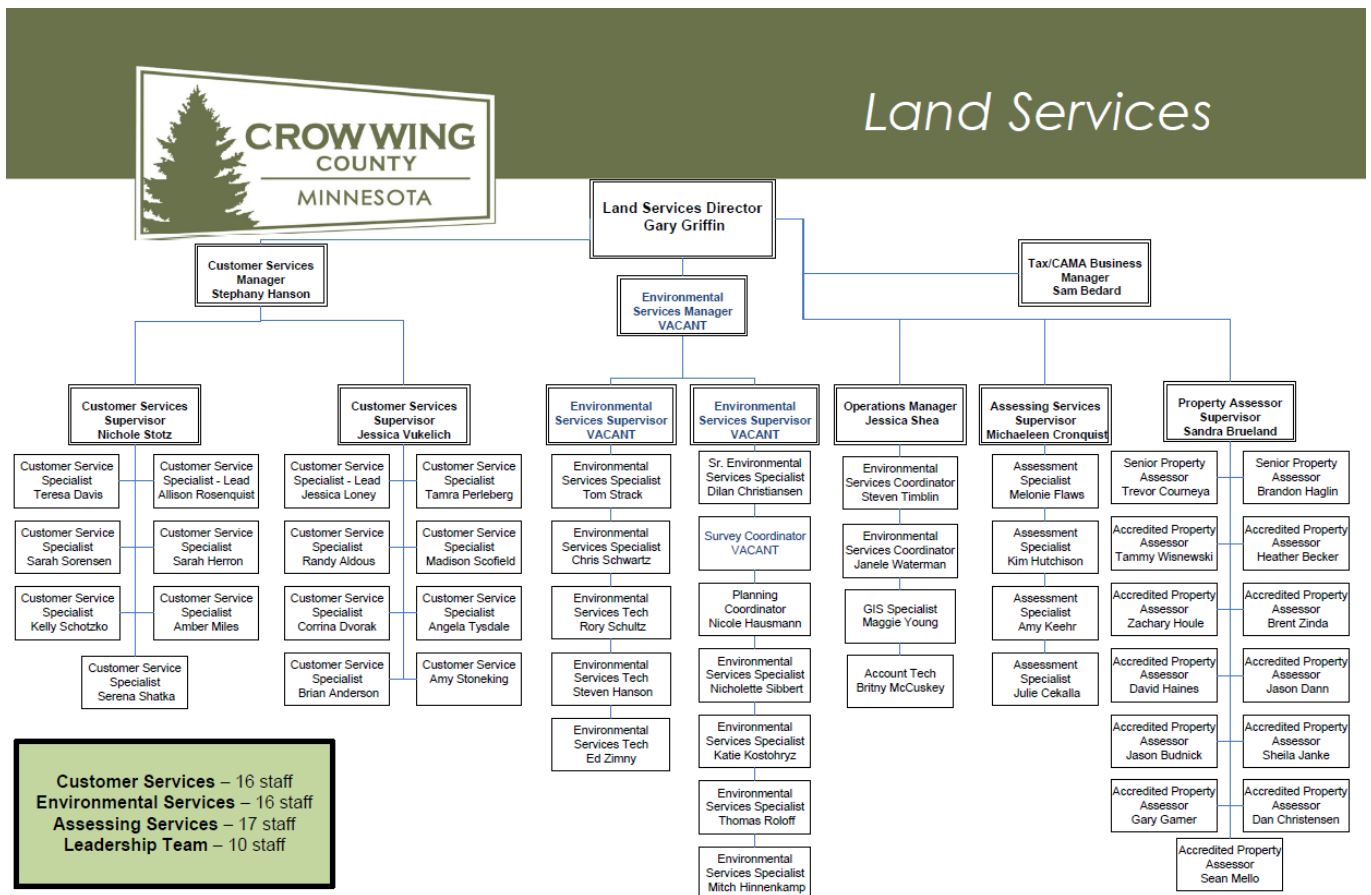 CROW WING
COUNTY
MINNESOTA
Land Services
Land Services Director
Gary Griffin
Customer Services
Manager
Stephany Hanson
Environmental
Services Manager
VACANT
Tax/CAMA Business
Manager
Sam Bedard
Customer Services
Supervisor
Nichole Stotz
Customer Services
Supervisor
Jessica Vukelich
Environmental
Services Supervisor
VACANT
Environmental
Services Supervisor
VACANT
Operations Manager
Jessica Shea
Assessing Services
Supervisor
Michaeleen Cronquist
Property Assessor
Supervisor
Sandra Brueland
Customer Service
Specialist
Teresa Davis
Customer Service
Specialist - Lead
Allison Rosenquist
Customer Service
Specialist
Sarah Sorensen
Customer Service
Specialist
Sarah Herron
Customer Service
Specialist
Kelly Schotzko
Customer Service
Specialist
Amber Miles
Customer Service
Specialist
Serena Shatka
Customer Service
Specialist - Lead
Jessica Loney
Customer Service
Specialist
Tamra Perleberg
Customer Service
Specialist
Randy Aldous
Customer Service
Specialist
Madison Scofield
Customer Service
Specialist
Corrina Dvorak
Customer Service
Specialist
Angela Tysdale
Customer Service
Specialist
Brian Anderson
Customer Service
Amy Stoneking
Environmental
Services Specialist
Tom Strack
Environmental
Services Specialist
Chris Schwartz
Environmental
Services Tech
Rory Schultz
Environmental
Services Tech
Steven Hanson
Environmental
Services Tech
Ed Zimny
Sr. Environmental
Services Specialist
Dilan Christiansen
Survey Coordinator
VACANT
Planning
Coordinator
Nicole Hausmann
Environmental
Services Specialist
Nicholette Sibbert
Environmental
Services Specialist
Katie Kostohryz
Environmental
Services Specialist
Thomas Roloff
Environmental
Services Specialist
Mitch Hinnenkamp
Environmental
Services Coordinator
Steven Timblin
Environmental
Services Coordinator
Janele Waterman
GIS Specialist
Maggie Young
Account Tech
Britny McCuskey
Assessment
Specialist
Melonie Flaws
Assessment
Specialist
Kim Hutchison
Assessment
Specialist
Amy Keehr
Assessment
Specialist
Julie Cekalla
Senior Property
Assessor
Trevor Courneya
Senior Property
Assessor
Brandon Haglin
Accredited Property
Assessor
Tammy Wisnewski
Accredited Property
Assessor
Heather Becker
Accredited Property
Assessor
Zachary Houle
Accredited Property
Assessor
Brent Zinda
Accredited Property
Assessor
David Haines
Accredited Property
Assessor
Jason Dann
Accredited Property
Assessor
Jason Budnick
Accredited Property
Assessor
Sheila Janke
Accredited Property
Assessor
Gary Gamer
Accredited Property
Assessor
Dan Christensen
Accredited Property
Assessor
Sean Mello
Customer Services – 16 staff
Environmental Services – 16 staff
Assessing Services – 17 staff
Leadership Team – 10 staff